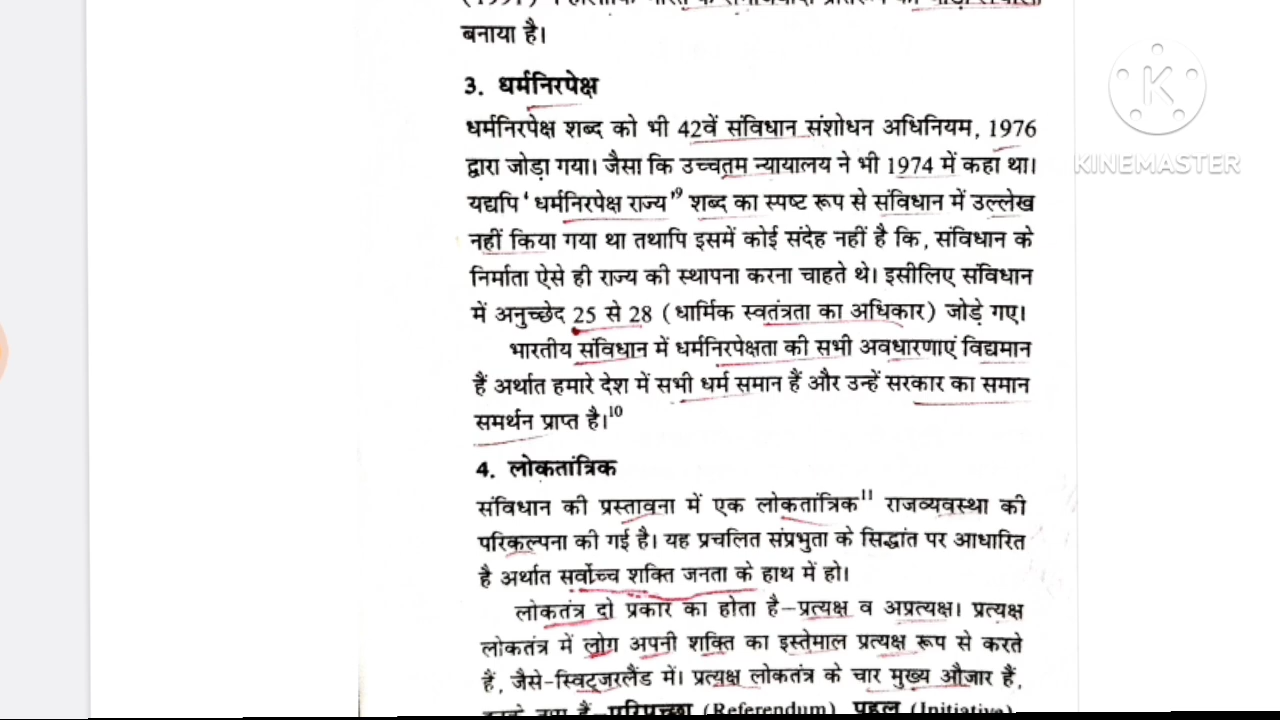 बनाया है।
3. धर्मनिरपेक्ष
धर्मनिरपेक्ष शब्द को भी 42वें संविधान संशोधन अधिनियम, 1976
द्वारा जोड़ा गया। जैसा कि उच्चतम न्यायालय ने भी 1974 में कहा था।
यद्यपि 'धर्मनिरपेक्ष राज्य'9 शब्द का स्पष्ट रूप से संविधान में उल्लेख
नहीं किया गया था तथापि इसमें कोई संदेह नहीं है कि, संविधान के
निर्माता ऐसे ही राज्य की स्थापना करना चाहते थे। इसीलिए संविधान
में अनुच्छेद 25 से 28 (धार्मिक स्वतंत्रता का अधिकार) जोड़े गए।
भारतीय संविधान में धर्मनिरपेक्षता की सभी अवधारणाएं विद्यमान
हैं अर्थात हमारे देश में सभी धर्म समान हैं और उन्हें सरकार का समान
समर्थन प्राप्त है।10
4. लोकतांत्रिक
संविधान की प्रस्तावना में एक लोकतांत्रिक11 राजव्यवस्था की
परिकल्पना की गई है। यह प्रचलित संप्रभुता के सिद्धांत पर आधारित
है अर्थात सर्वोच्च शक्ति जनता के हाथ में हो।
लोकतंत्र दो प्रकार का होता है–प्रत्यक्ष व अप्रत्यक्ष। प्रत्यक्ष
लोकतंत्र में लोग अपनी शक्ति का इस्तेमाल प्रत्यक्ष रूप से करते
हैं, जैसे-स्विट्जरलैंड में। प्रत्यक्ष लोकतंत्र के चार मुख्य औजार हैं,
(Referendum), पहल (Initiative)
K
KINEMASTER